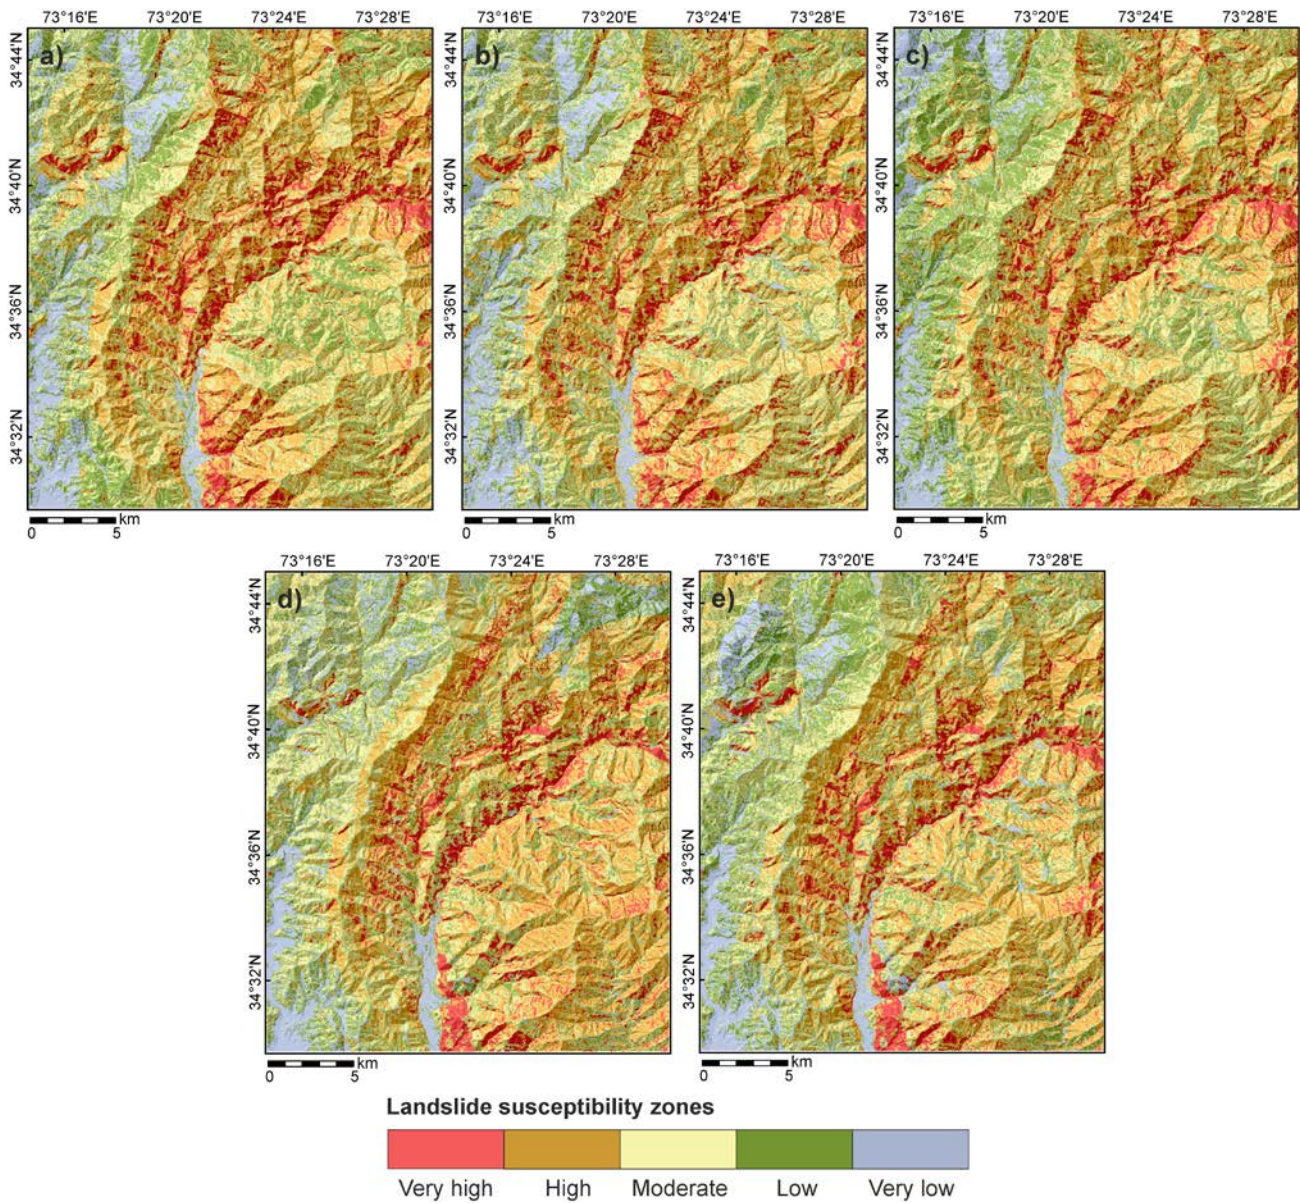 73°16'E 73°20'E 73°24'E 73°28'E 73°16'E 73°20'E 73°24'E 73°28'E 73°16'E 73°20'E 73°24'E 73°28'E
a) b) c)
34°44'N 34°44'N 34°44'N
34°40'N 34°40'N 34°40'N
34°36'N 34°36'N 34°36'N
34°32'N 34°32'N 34°32'N
km km km
0 5 0 5 0 5
73°16'E 73°20'E 73°24'E 73°28'E 73°16'E 73°20'E 73°24'E 73°28'E
d) e)
34°44'N 34°44'N
34°40'N 34°40'N
34°36'N 34°36'N
34°32'N 34°32'N
km km
0 5 0 5
Landslide susceptibility zones
Very high High Moderate Low Very low